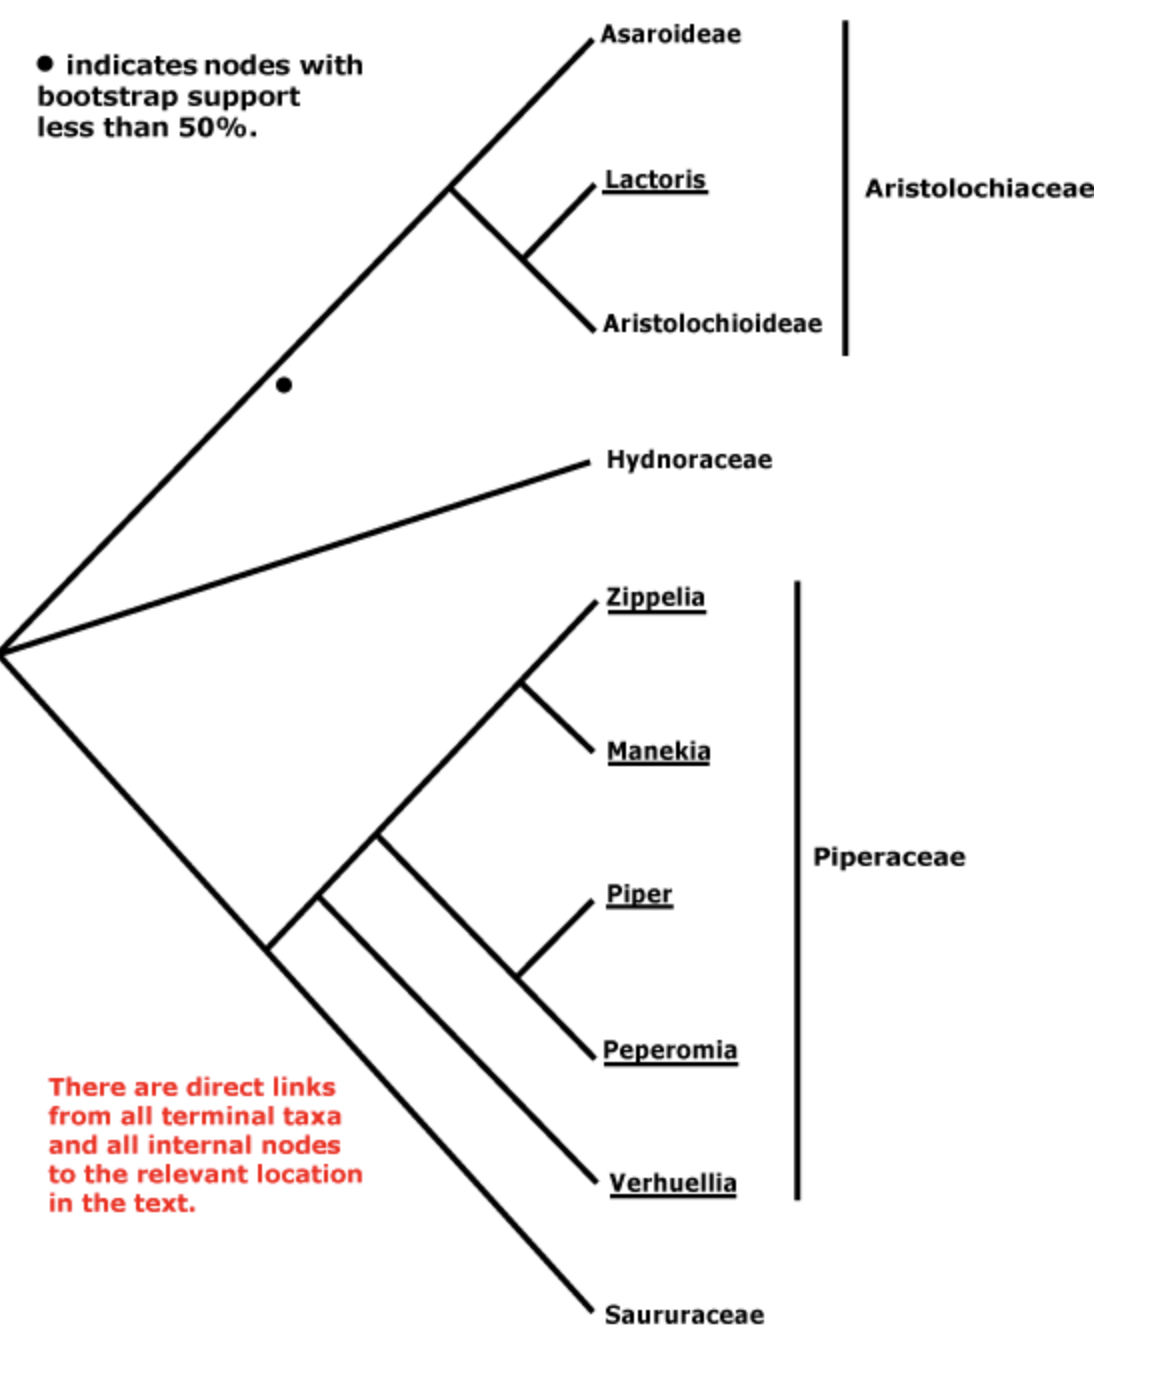 Asaroideae
● indicates nodes with
bootstrap support
less than 50%.
Lactoris
Aristolochiaceae
Aristolochioideae
Hydnoraceae
Zippelia
Manekia
Piperaceae
Piper
Peperomia
There are direct links
from all terminal taxa
and all internal nodes
to the relevant location
in the text.
Verhuellia
Saururaceae